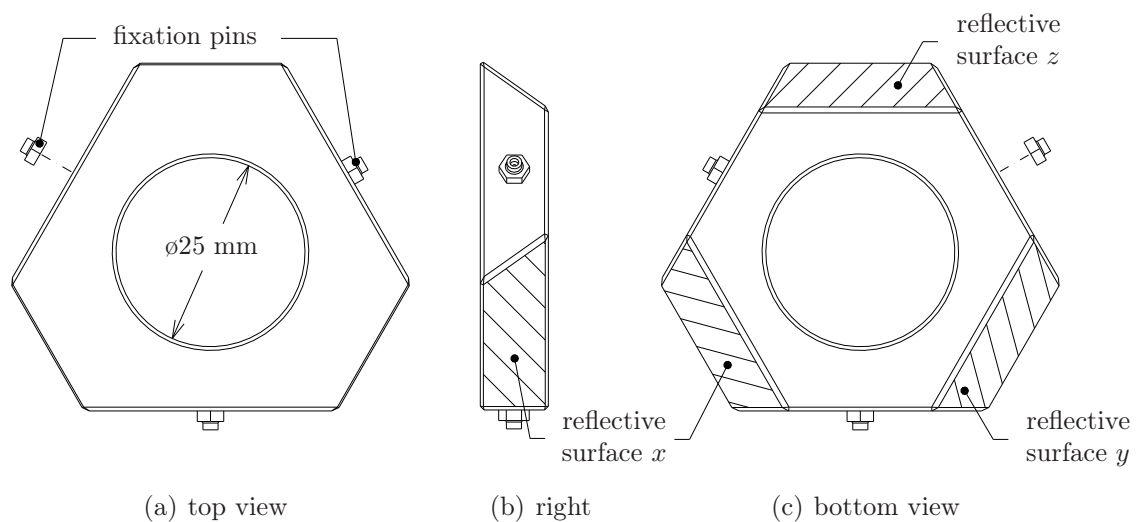 fixation pins
ø25 mm
reflective
surface z
reflective
surface x
reflective
surface y
(a) top view
(b) right
(c) bottom view